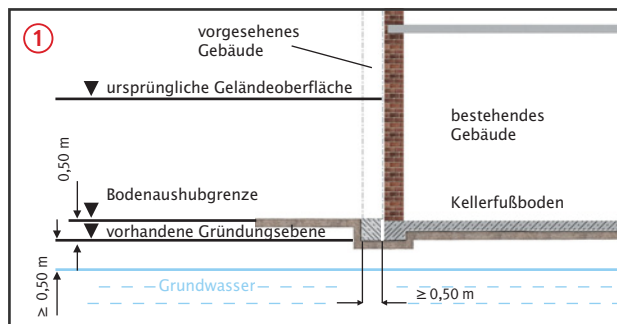 1
vorgesehenes
Gebäude
ursprüngliche Geländeoberfläche
bestehendes
Gebäude
0,50 m
Bodenaushubgrenze
Kellerfußboden
vorhandene Gründungsebene
≥ 0,50 m
Grundwasser
≥ 0,50 m